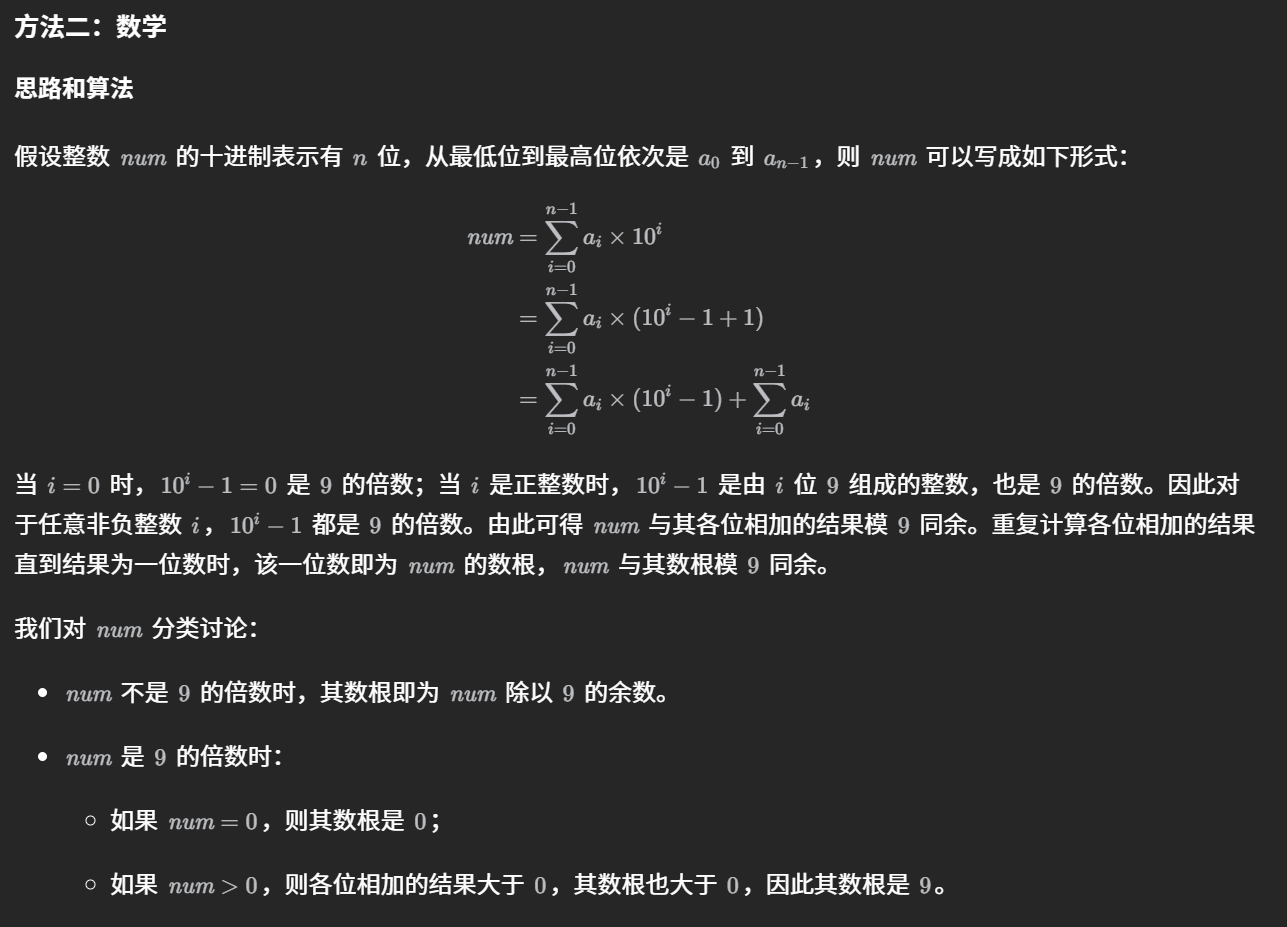 方法二：数学
思路和算法
假设整数 num 的十进制表示有 n 位，从最低位到最高位依次是 a₀ 到 aₙ₋₁，则 num 可以写成如下形式：
num = \sum_{i=0}^{n-1} a_i × 10^i
= \sum_{i=0}^{n-1} a_i × (10^i − 1 + 1)
= \sum_{i=0}^{n-1} a_i × (10^i − 1) + \sum_{i=0}^{n-1} a_i
当 i = 0 时，10^i − 1 = 0 是 9 的倍数；当 i 是正整数时，10^i − 1 是由 i 位 9 组成的整数，也是 9 的倍数。因此对
于任意非负整数 i，10^i − 1 都是 9 的倍数。由此可得 num 与其各位相加的结果模 9 同余。重复计算各位相加的结果
直到结果为一位数时，该一位数即为 num 的数根，num 与其数根模 9 同余。
我们对 num 分类讨论：
• num 不是 9 的倍数时，其数根即为 num 除以 9 的余数。
• num 是 9 的倍数时：
◦ 如果 num = 0，则其数根是 0；
◦ 如果 num > 0，则各位相加的结果大于 0，其数根也大于 0，因此其数根是 9。